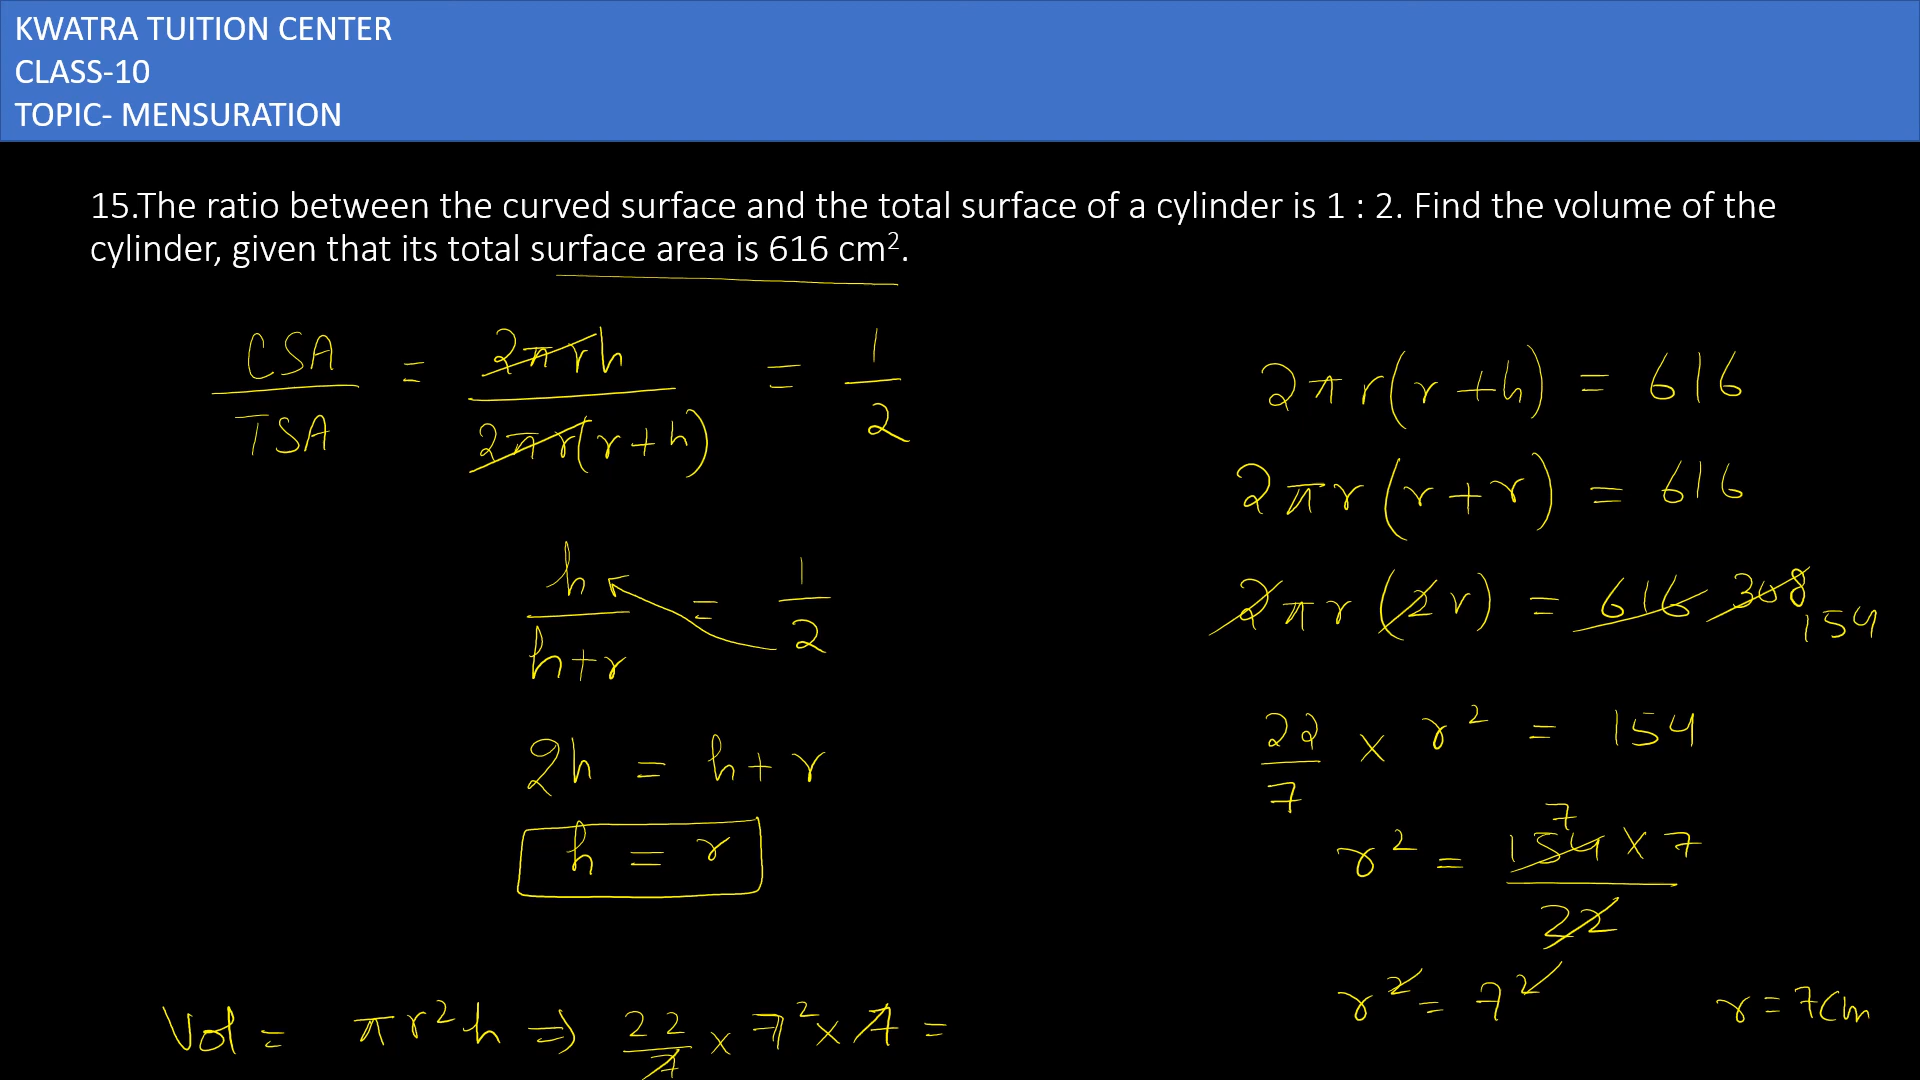 KWATRA TUITION CENTER
CLASS-10
TOPIC- MENSURATION
15.The ratio between the curved surface and the total surface of a cylinder is 1 : 2. Find the volume of the
cylinder, given that its total surface area is 616 cm².
CSA/TSA = 2πrh/2πr(r+h) = 1/2
h/h+r = 1/2
2h = h+r
h = r
Vol = πr²h ⇒ 22/7 × 7² × 7 =
2πr(r+h) = 616
2πr(r+r) = 616
2πr(2r) = 616 308 154
22/7 × r² = 154
r² = 154 7 × 7/22
r² = 7² r = 7cm